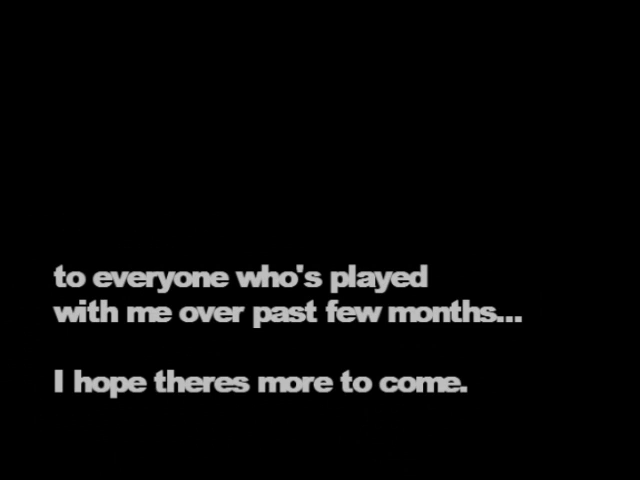 to everyone who's played
with me over past few months...
I hope theres more to come.